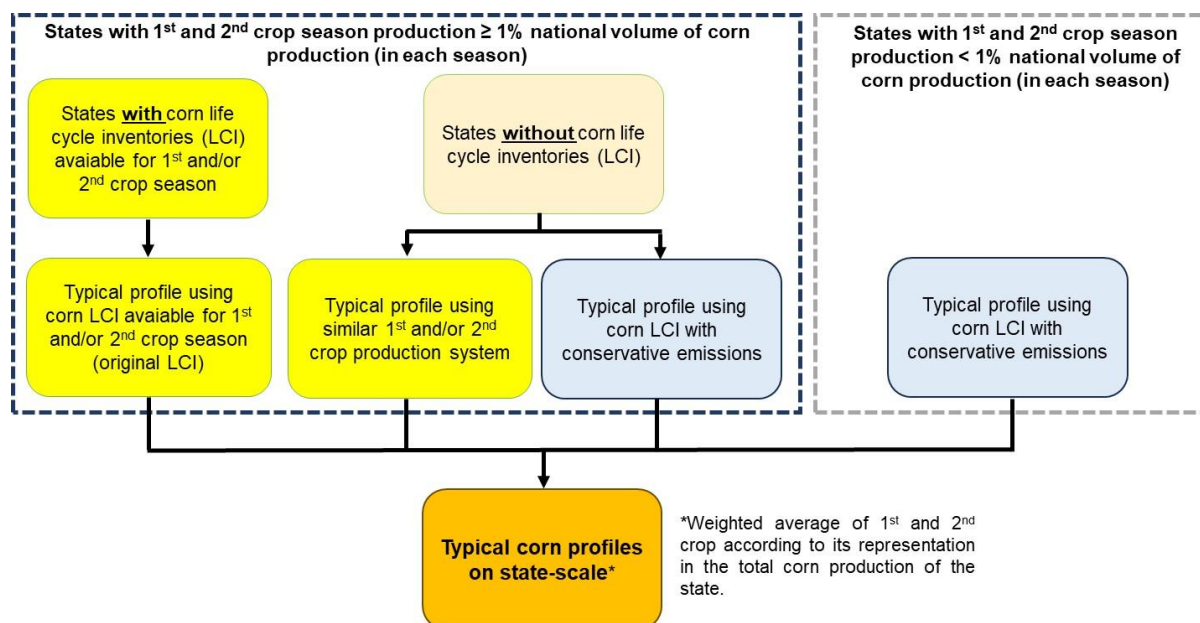 States with 1st and 2nd crop season production ≥ 1% national volume of corn
production (in each season)
States with 1st and 2nd crop season
production < 1% national volume of
corn production (in each season)
States with corn life
cycle inventories (LCI)
avaiable for 1st and/or
2nd crop season
States without corn life
cycle inventories (LCI)
Typical profile using
corn LCI avaiable for 1st
and/or 2nd crop season
(original LCI)
Typical profile using
similar 1st and/or 2nd
crop production system
Typical profile using
corn LCI with
conservative emissions
Typical profile using
corn LCI with
conservative emissions
Typical corn profiles
on state-scale*
*Weighted average of 1st and 2nd
crop according to its representation
in the total corn production of the
state.